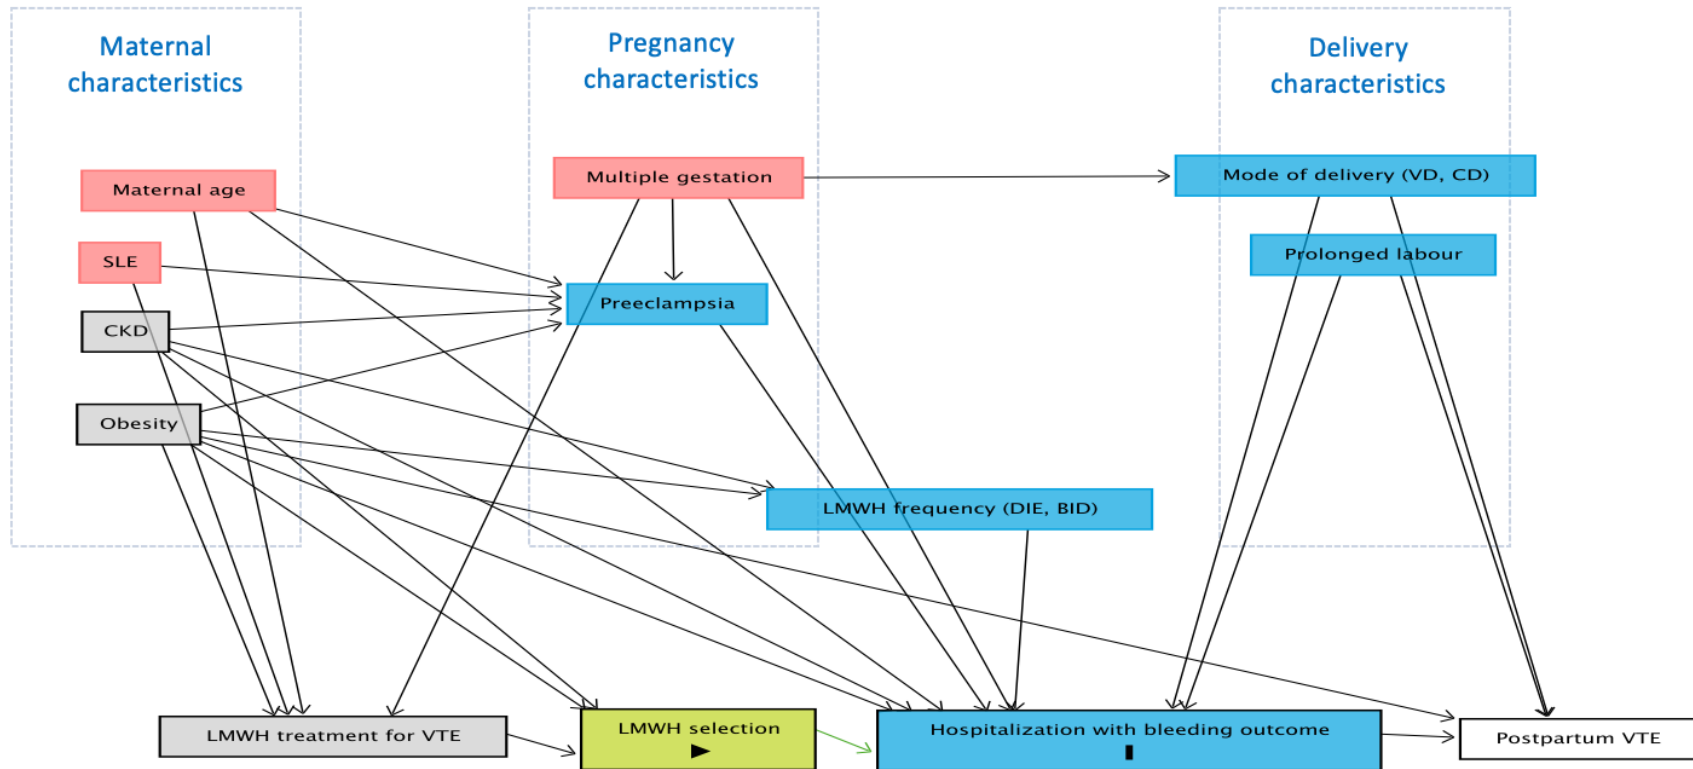 Maternal
characteristics
Pregnancy
characteristics
Delivery
characteristics
Maternal age
Multiple gestation
Mode of delivery (VD, CD)
SLE
Prolonged labour
CKD
Preeclampsia
Obesity
LMWH frequency (DIE, BID)
LMWH treatment for VTE
LMWH selection
Hospitalization with bleeding outcome
Postpartum VTE